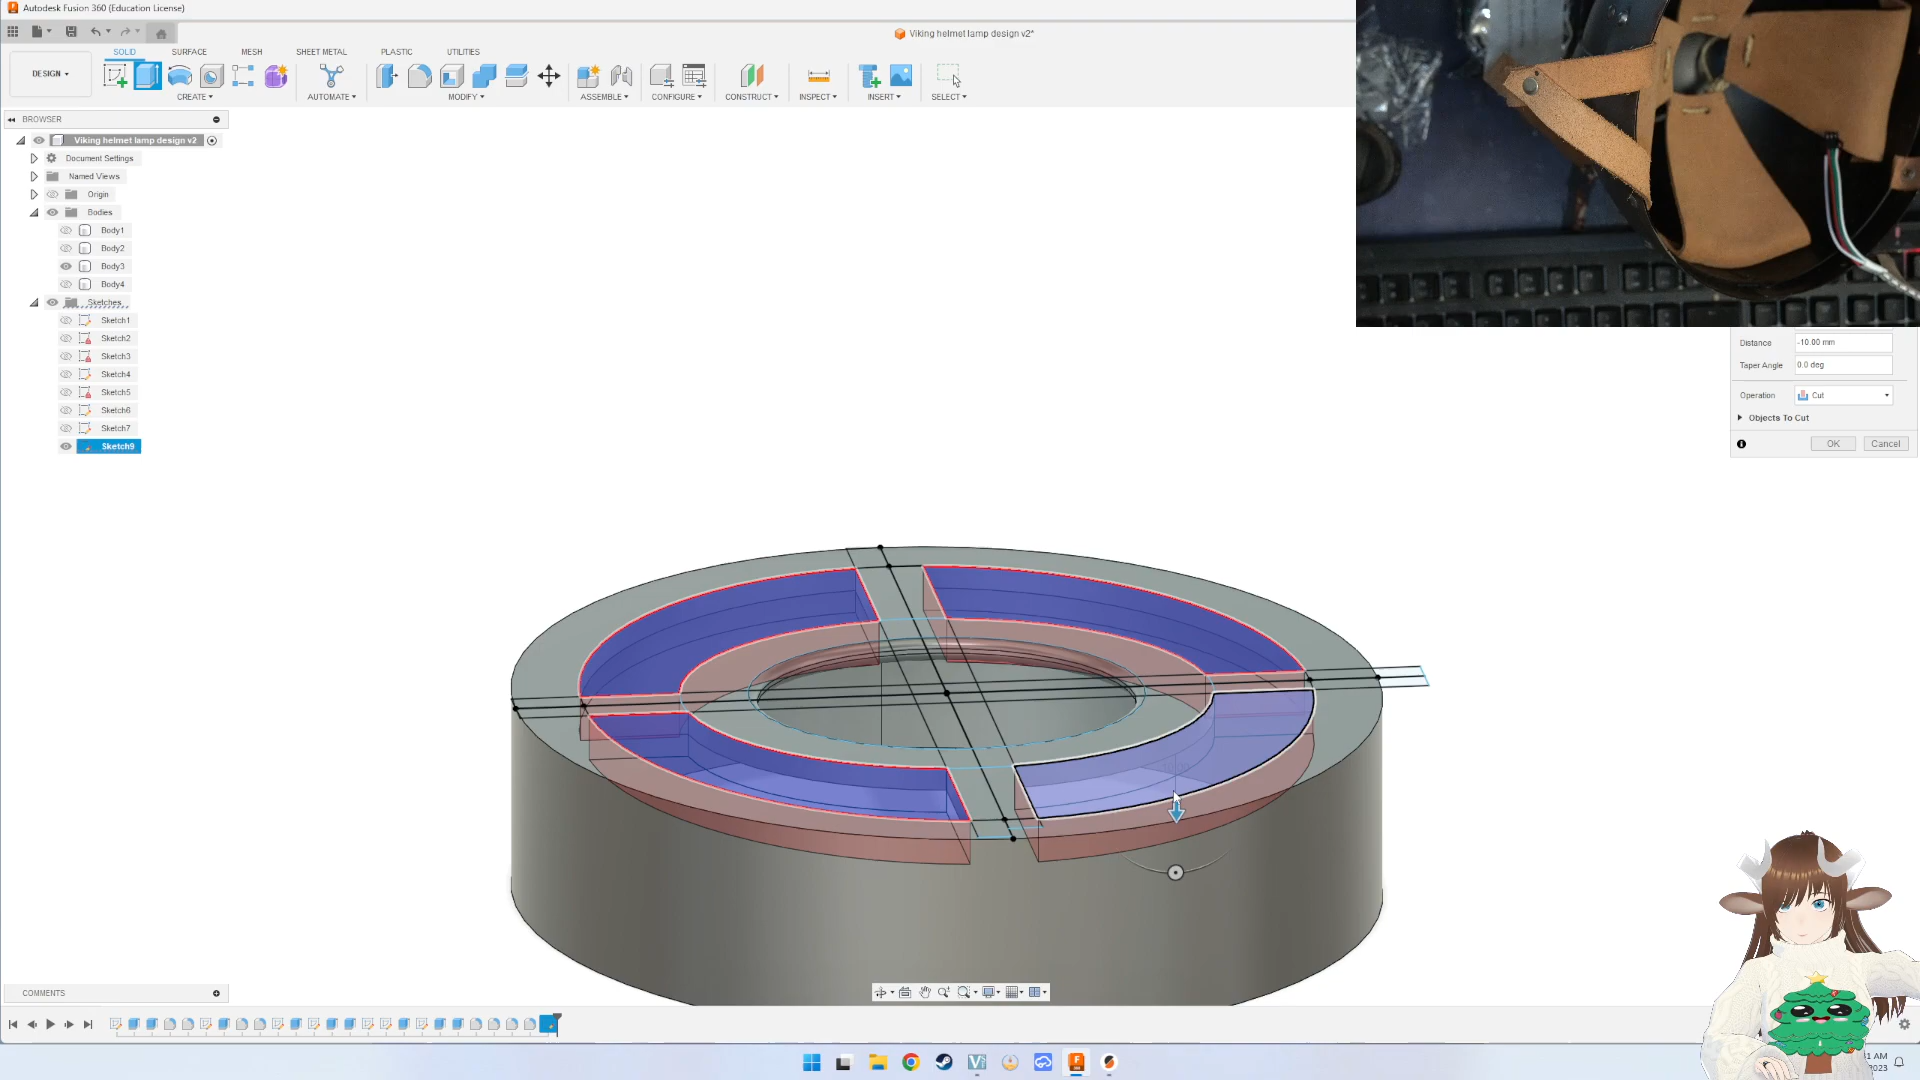 Autodesk Fusion 360 (Education License)
Viking helmet lamp design v2*
SOLID SURFACE MESH SHEET METAL PLASTIC UTILITIES
DESIGN
CREATE AUTOMATE MODIFY ASSEMBLE CONFIGURE CONSTRUCT INSPECT INSERT SELECT
BROWSER
Viking helmet lamp design v2
Document Settings
Named Views
Origin
Bodies
Body1
Body2
Body3
Body4
Sketches
Sketch1
Sketch2
Sketch3
Sketch4
Sketch5
Sketch6
Sketch7
Sketch9
Distance -10.00 mm
Taper Angle 0.0 deg
Operation Cut
Objects To Cut
OK Cancel
COMMENTS
1 AM
2023